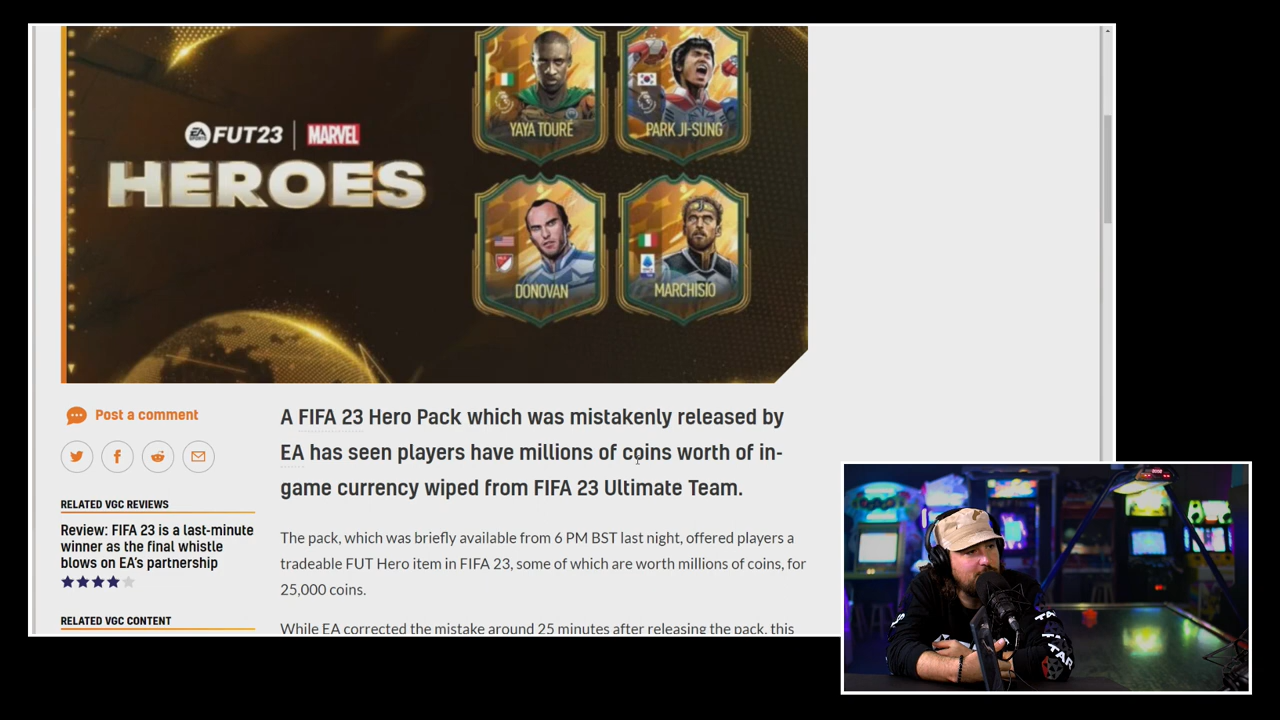 EA SPORTS FUT23 | MARVEL
HEROES
YAYA TOURÉ
PARK JI-SUNG
DONOVAN
MARCHISIO
Post a comment
RELATED VGC REVIEWS
Review: FIFA 23 is a last-minute
winner as the final whistle
blows on EA's partnership
RELATED VGC CONTENT
A FIFA 23 Hero Pack which was mistakenly released by
EA has seen players have millions of coins worth of in-
game currency wiped from FIFA 23 Ultimate Team.
The pack, which was briefly available from 6 PM BST last night, offered players a
tradeable FUT Hero item in FIFA 23, some of which are worth millions of coins, for
25,000 coins.
While EA corrected the mistake around 25 minutes after releasing the pack, this